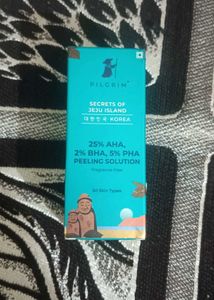 PILGRIM
SECRETS OF
JEJU ISLAND
대한민국 KOREA
25% AHA,
2% BHA, 5% PHA
PEELING SOLUTION
Fragrance Free
All Skin Types